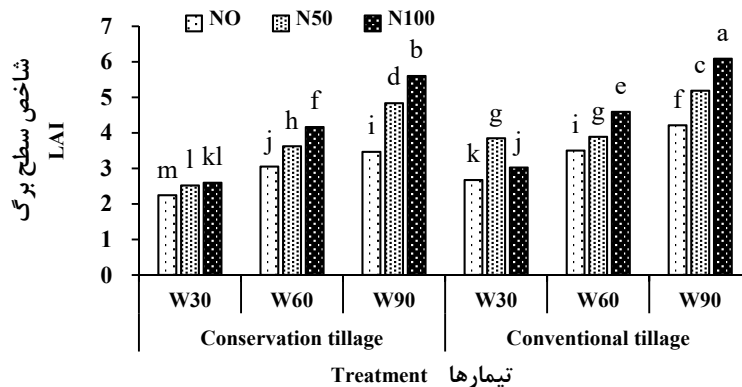 NO N50 N100
شاخص سطح برگ
LAI
7
6
5
4
3
2
1
0
m l kl j h f i d b k g j i g e f c a
W30 W60 W90 W30 W60 W90
Conservation tillage Conventional tillage
Treatment تیمارها